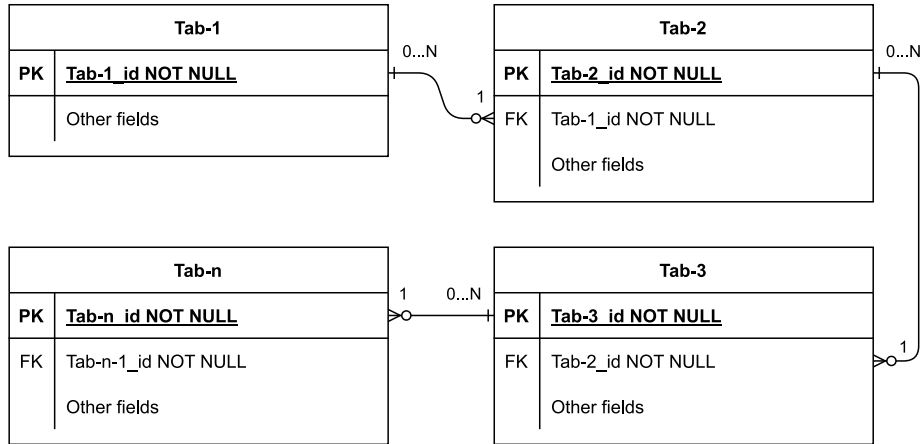 Tab-1
PK Tab-1_id NOT NULL
Other fields
0...N
1
Tab-2
PK Tab-2_id NOT NULL
FK Tab-1_id NOT NULL
Other fields
0...N
1
Tab-n
PK Tab-n_id NOT NULL
FK Tab-n-1_id NOT NULL
Other fields
1
0...N
Tab-3
PK Tab-3_id NOT NULL
FK Tab-2_id NOT NULL
Other fields